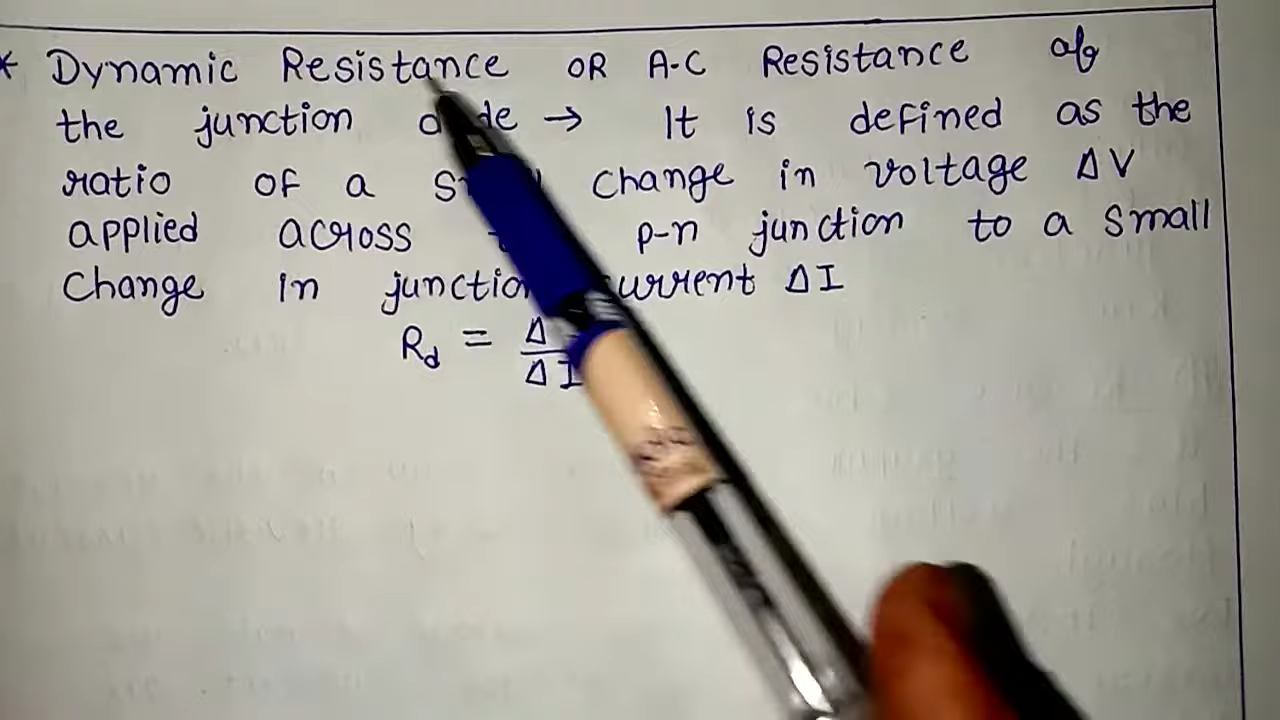 * Dynamic Resistance OR A-C Resistance of
the junction → It is defined as the
ratio of a change in voltage ΔV
applied across p-n junction to a small
Change in junction current ΔI
Rd = Δ / ΔI